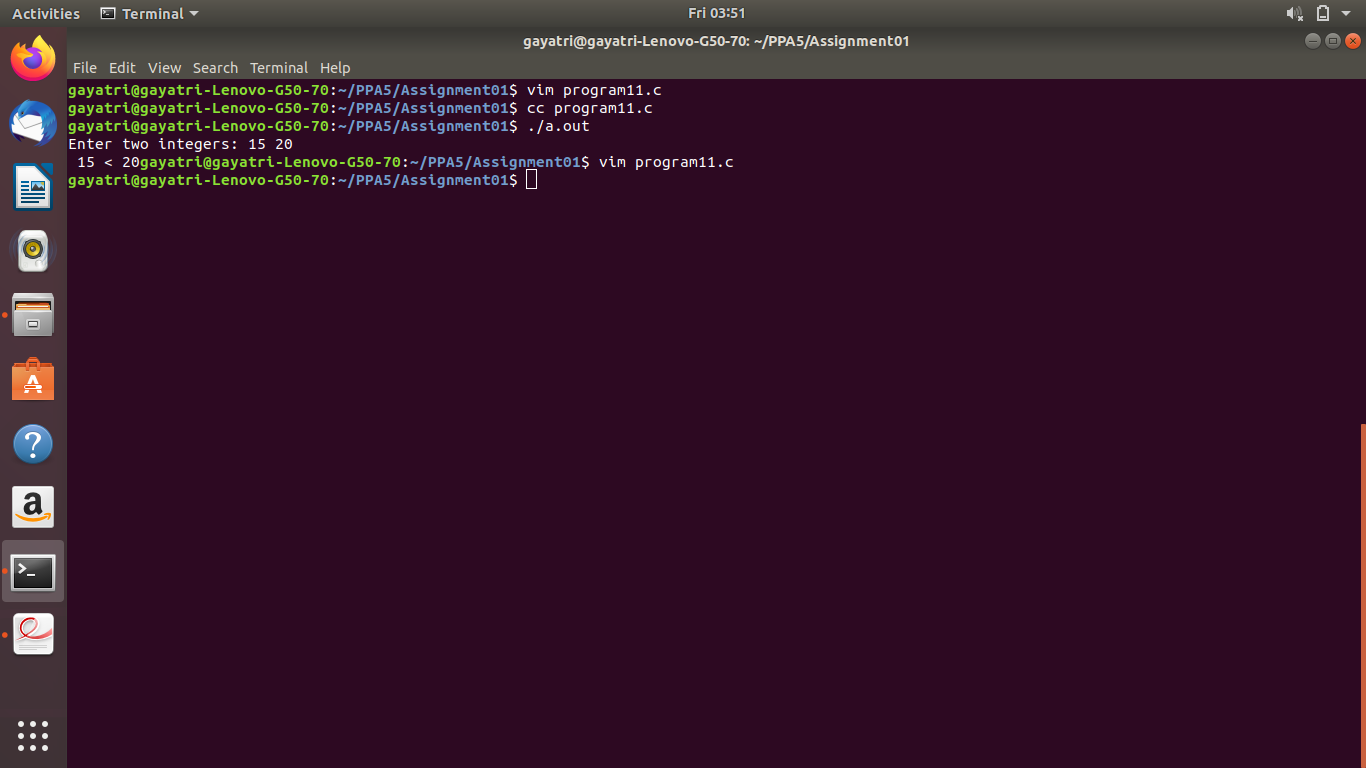 Activities Terminal Fri 03:51
gayatri@gayatri-Lenovo-G50-70: ~/PPA5/Assignment01
File Edit View Search Terminal Help
gayatri@gayatri-Lenovo-G50-70:~/PPA5/Assignment01$ vim program11.c
gayatri@gayatri-Lenovo-G50-70:~/PPA5/Assignment01$ cc program11.c
gayatri@gayatri-Lenovo-G50-70:~/PPA5/Assignment01$ ./a.out
Enter two integers: 15 20
 15 < 20gayatri@gayatri-Lenovo-G50-70:~/PPA5/Assignment01$ vim program11.c
gayatri@gayatri-Lenovo-G50-70:~/PPA5/Assignment01$